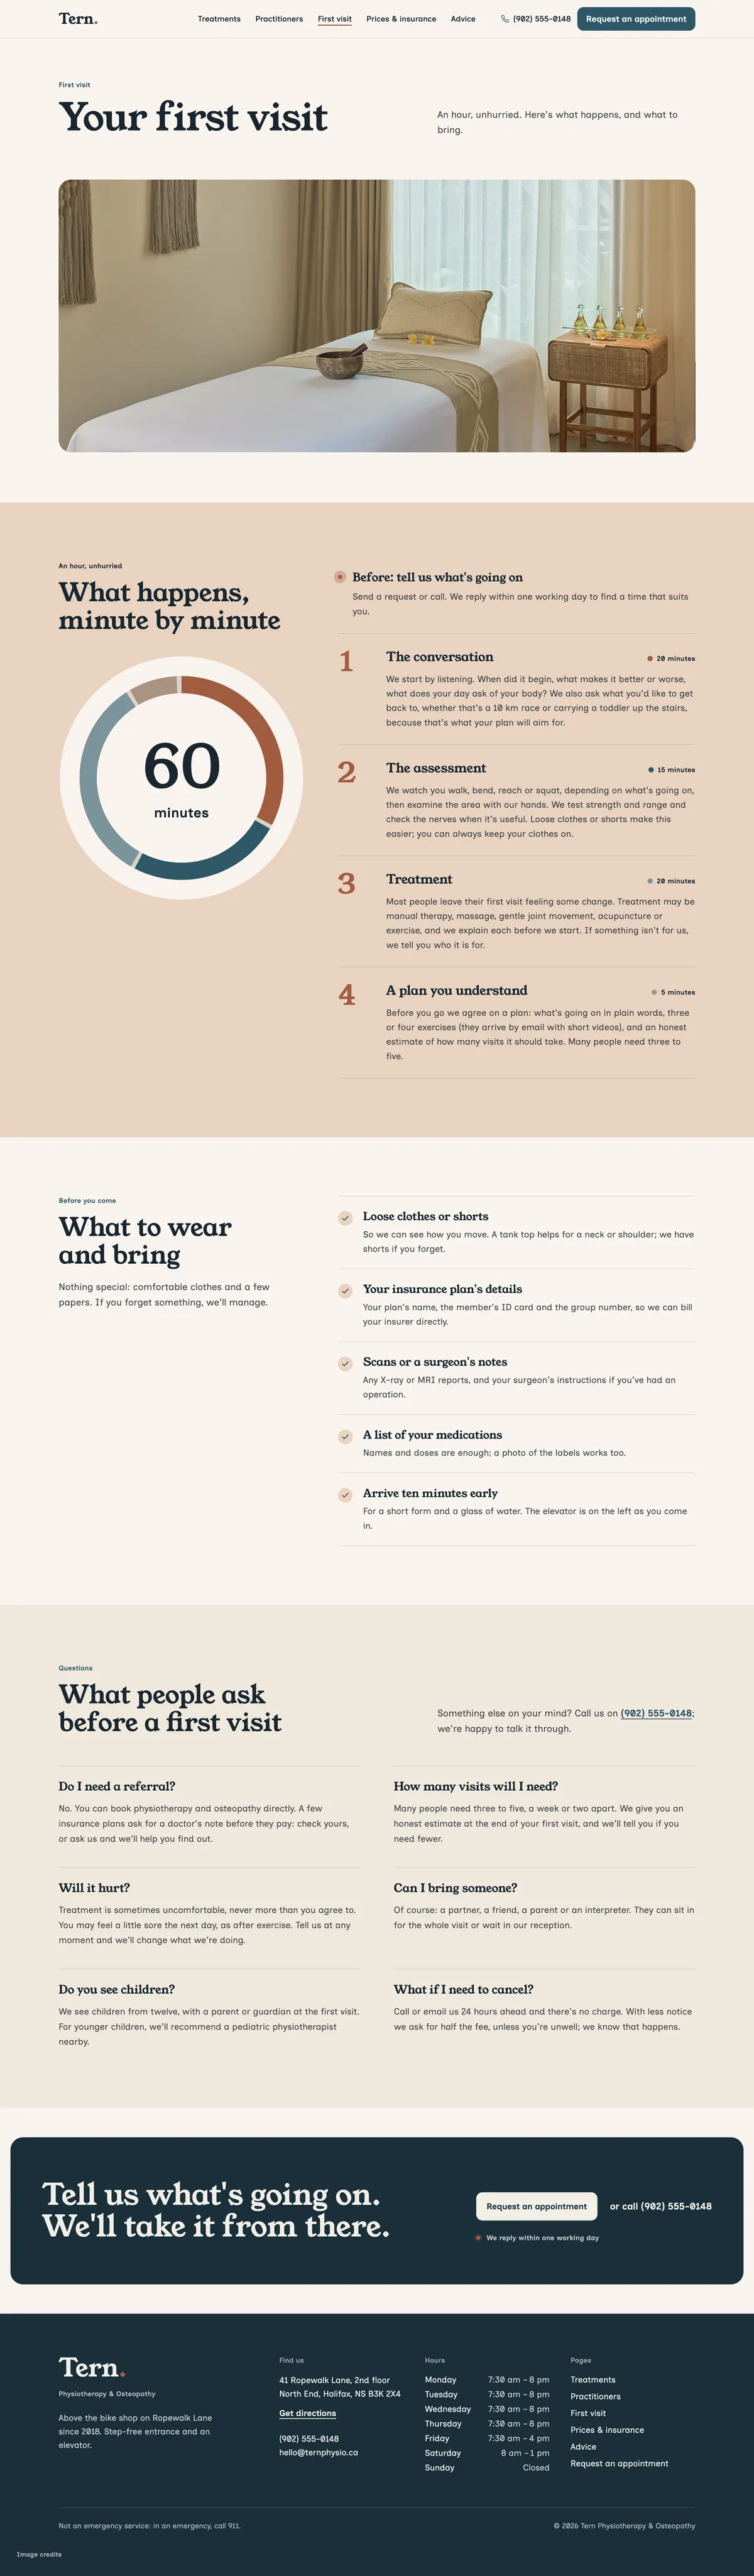 Tern.
Treatments
Practitioners
First visit
Prices & insurance
Advice
(902) 555-0148
Request an appointment
First visit
Your first visit
An hour, unhurried. Here's what happens, and what to
bring.
An hour, unhurried
What happens,
minute by minute
60
minutes
Before: tell us what's going on
Send a request or call. We reply within one working day to find a time that suits
you.
1
The conversation
20 minutes
We start by listening. When did it begin, what makes it better or worse,
what does your day ask of your body? We also ask what you'd like to get
back to, whether that's a 10 km race or carrying a toddler up the stairs,
because that's what your plan will aim for.
2
The assessment
15 minutes
We watch you walk, bend, reach or squat, depending on what's going on,
then examine the area with our hands. We test strength and range and
check the nerves when it's useful. Loose clothes or shorts make this
easier; you can always keep your clothes on.
3
Treatment
20 minutes
Most people leave their first visit feeling some change. Treatment may be
manual therapy, massage, gentle joint movement, acupuncture or
exercise, and we explain each before we start. If something isn't for us,
we tell you who it is for.
4
A plan you understand
5 minutes
Before you go we agree on a plan: what's going on in plain words, three
or four exercises (they arrive by email with short videos), and an honest
estimate of how many visits it should take. Many people need three to
five.
Before you come
What to wear
and bring
Nothing special: comfortable clothes and a few
papers. If you forget something, we'll manage.
Loose clothes or shorts
So we can see how you move. A tank top helps for a neck or shoulder; we have
shorts if you forget.
Your insurance plan's details
Your plan's name, the member's ID card and the group number, so we can bill
your insurer directly.
Scans or a surgeon's notes
Any X-ray or MRI reports, and your surgeon's instructions if you've had an
operation.
A list of your medications
Names and doses are enough; a photo of the labels works too.
Arrive ten minutes early
For a short form and a glass of water. The elevator is on the left as you come
in.
Questions
What people ask
before a first visit
Something else on your mind? Call us on (902) 555-0148;
we're happy to talk it through.
Do I need a referral?
No. You can book physiotherapy and osteopathy directly. A few
insurance plans ask for a doctor's note before they pay: check yours,
or ask us and we'll help you find out.
How many visits will I need?
Many people need three to five, a week or two apart. We give you an
honest estimate at the end of your first visit, and we'll tell you if you
need fewer.
Will it hurt?
Treatment is sometimes uncomfortable, never more than you agree to.
You may feel a little sore the next day, as after exercise. Tell us at any
moment and we'll change what we're doing.
Can I bring someone?
Of course: a partner, a friend, a parent or an interpreter. They can sit in
for the whole visit or wait in our reception.
Do you see children?
We see children from twelve, with a parent or guardian at the first visit.
For younger children, we'll recommend a pediatric physiotherapist
nearby.
What if I need to cancel?
Call or email us 24 hours ahead and there's no charge. With less notice
we ask for half the fee, unless you're unwell; we know that happens.
Tell us what's going on.
We'll take it from there.
Request an appointment
or call (902) 555-0148
We reply within one working day
Tern.
Physiotherapy & Osteopathy
Above the bike shop on Ropewalk Lane
since 2018. Step-free entrance and an
elevator.
Find us
41 Ropewalk Lane, 2nd floor
North End, Halifax, NS B3K 2X4
Get directions
(902) 555-0148
hello@ternphysio.ca
Hours
Monday 7:30 am – 8 pm
Tuesday 7:30 am – 8 pm
Wednesday 7:30 am – 8 pm
Thursday 7:30 am – 8 pm
Friday 7:30 am – 4 pm
Saturday 8 am – 1 pm
Sunday Closed
Pages
Treatments
Practitioners
First visit
Prices & insurance
Advice
Request an appointment
Not an emergency service: in an emergency, call 911.
© 2026 Tern Physiotherapy & Osteopathy
Image credits